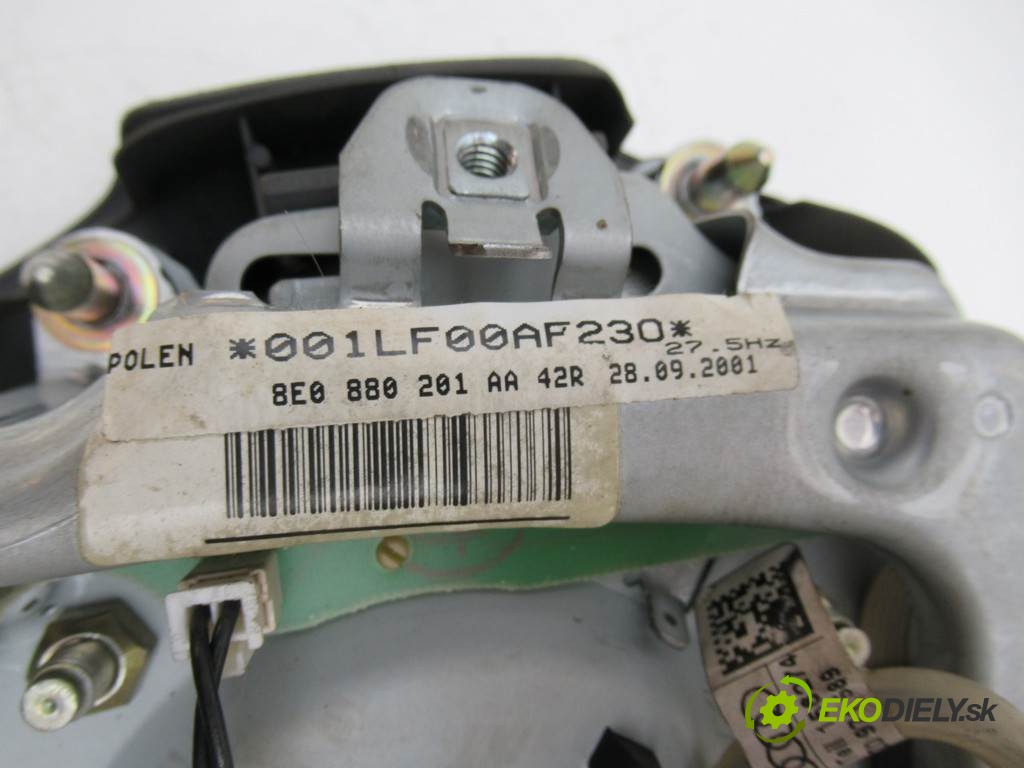 POLEN *001LF00AF230* 27.5HZ
8E0 880 201 AA 42R 28.09.2001
EKODIELY.sk